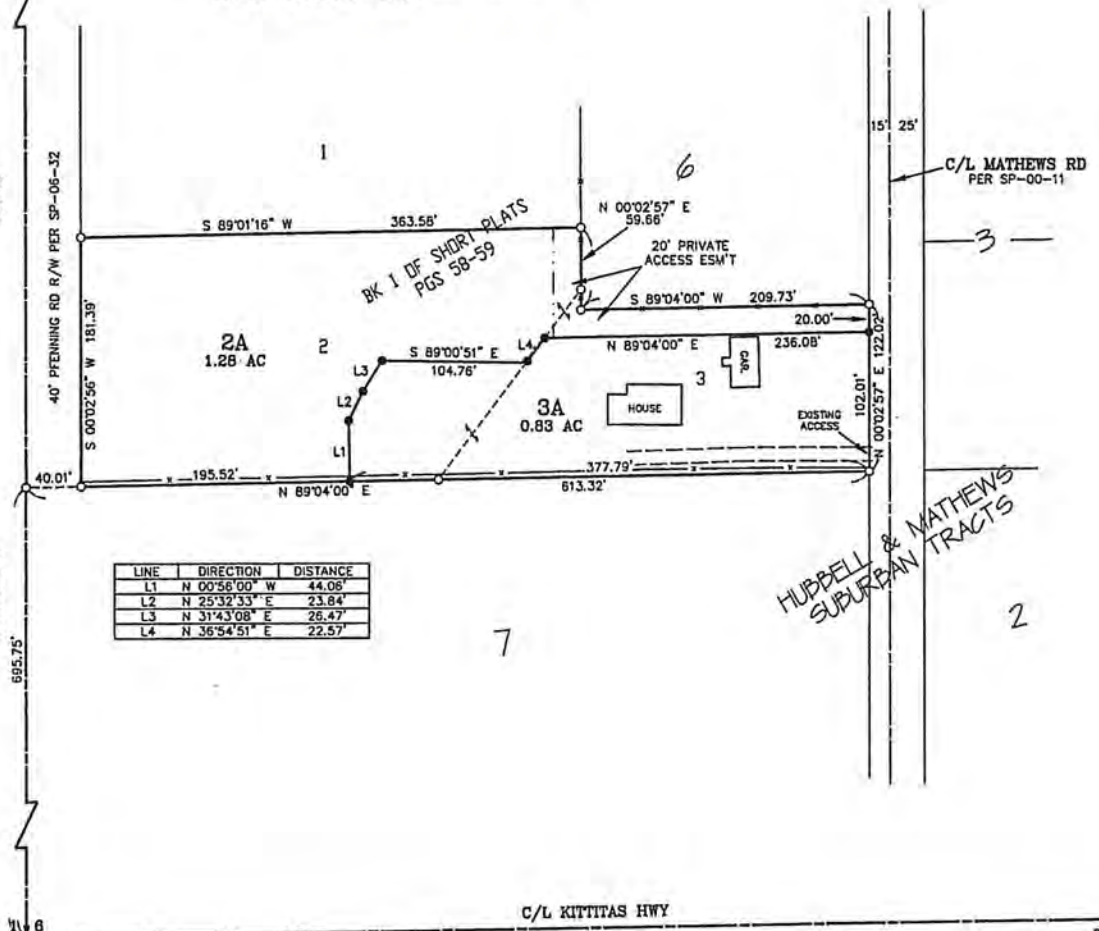 40' PFENNING RD R/W PER SP-06-32
1
6
15' 25'
C/L MATHEWS RD
PER SP-00-11
3
S 89°01'16" W 363.58'
N 00°02'57" E
59.66'
BK 1 OF SHORT PLATS
PGS 58-59
20' PRIVATE
ACCESS ESM'T
S 89°04'00" W 209.73'
20.00'
S 00°02'56" W 181.39'
2A
1.28 AC
2
L4
N 89°04'00" E 236.08'
L3
S 89°00'51" E
104.76'
L2
L1
3A
0.83 AC
3
GAR.
HOUSE
EXISTING
ACCESS
102.01'
N 00°02'57" E 122.02'
40.01'
195.52'
377.79'
N 89°04'00" E
613.32'
HUBBELL & MATHEWS
SUBURBAN TRACTS
2
7
LINE DIRECTION DISTANCE
L1 N 00°56'00" W 44.06'
L2 N 25°32'33" E 23.84'
L3 N 31°43'08" E 26.47'
L4 N 36°54'51" E 22.57'
695.75'
C/L KITTITAS HWY
6